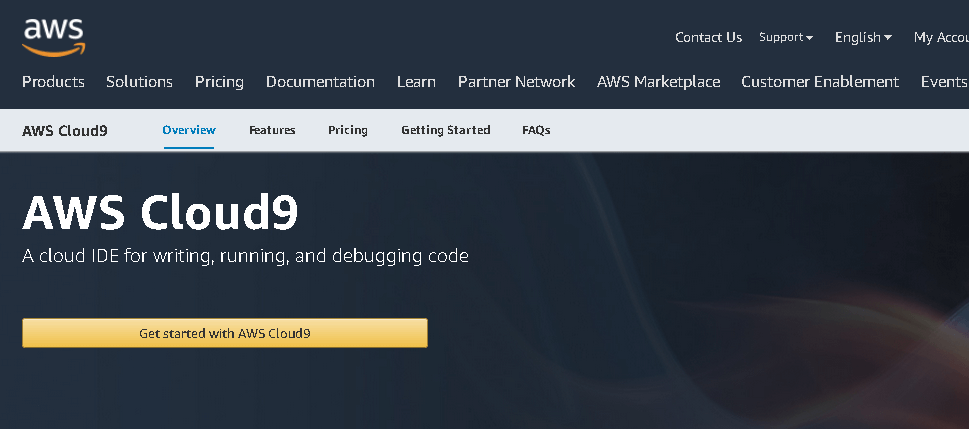 aws
Contact Us Support English
Products Solutions Pricing Documentation Learn Partner Network AWS Marketplace Customer Enablement Events
AWS Cloud9 Overview Features Pricing Getting Started FAQs
AWS Cloud9
A cloud IDE for writing, running, and debugging code
Get started with AWS Cloud9